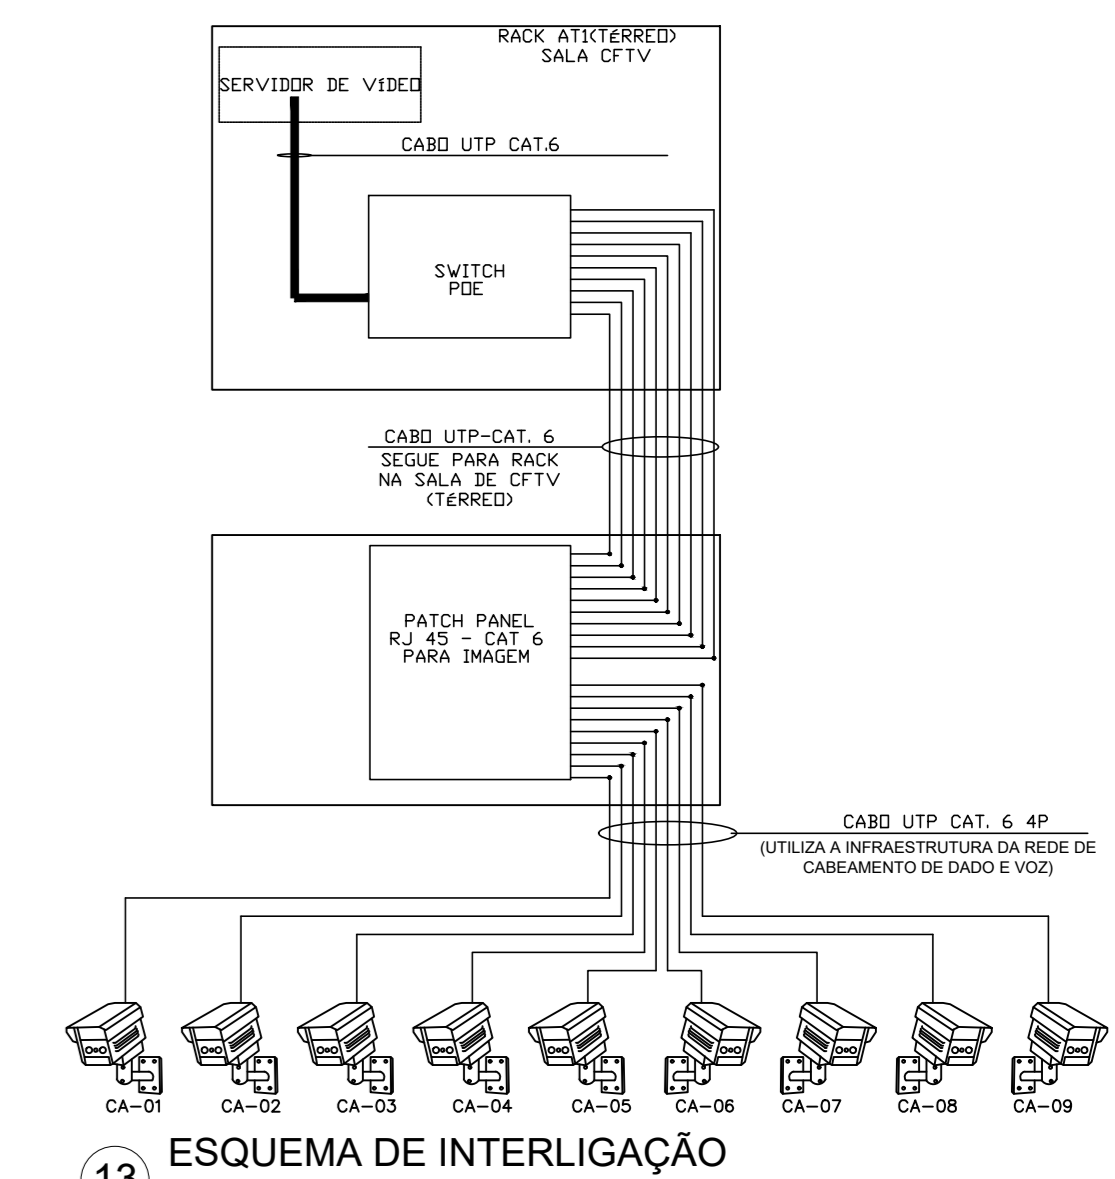 RACK AT1(TéRREO)
SALA CFTV
SERVIDOR DE VíDEO
CABO UTP CAT.6
SWITCH
POE
CABO UTP-CAT. 6
SEGUE PARA RACK
NA SALA DE CFTV
(TéRREO)
PATCH PANEL
RJ 45 - CAT 6
PARA IMAGEM
CABO UTP CAT. 6 4P
(UTILIZA A INFRAESTRUTURA DA REDE DE
CABEAMENTO DE DADO E VOZ)
CA-01 CA-02 CA-03 CA-04 CA-05 CA-06 CA-07 CA-08 CA-09
13 ESQUEMA DE INTERLIGAÇÃO